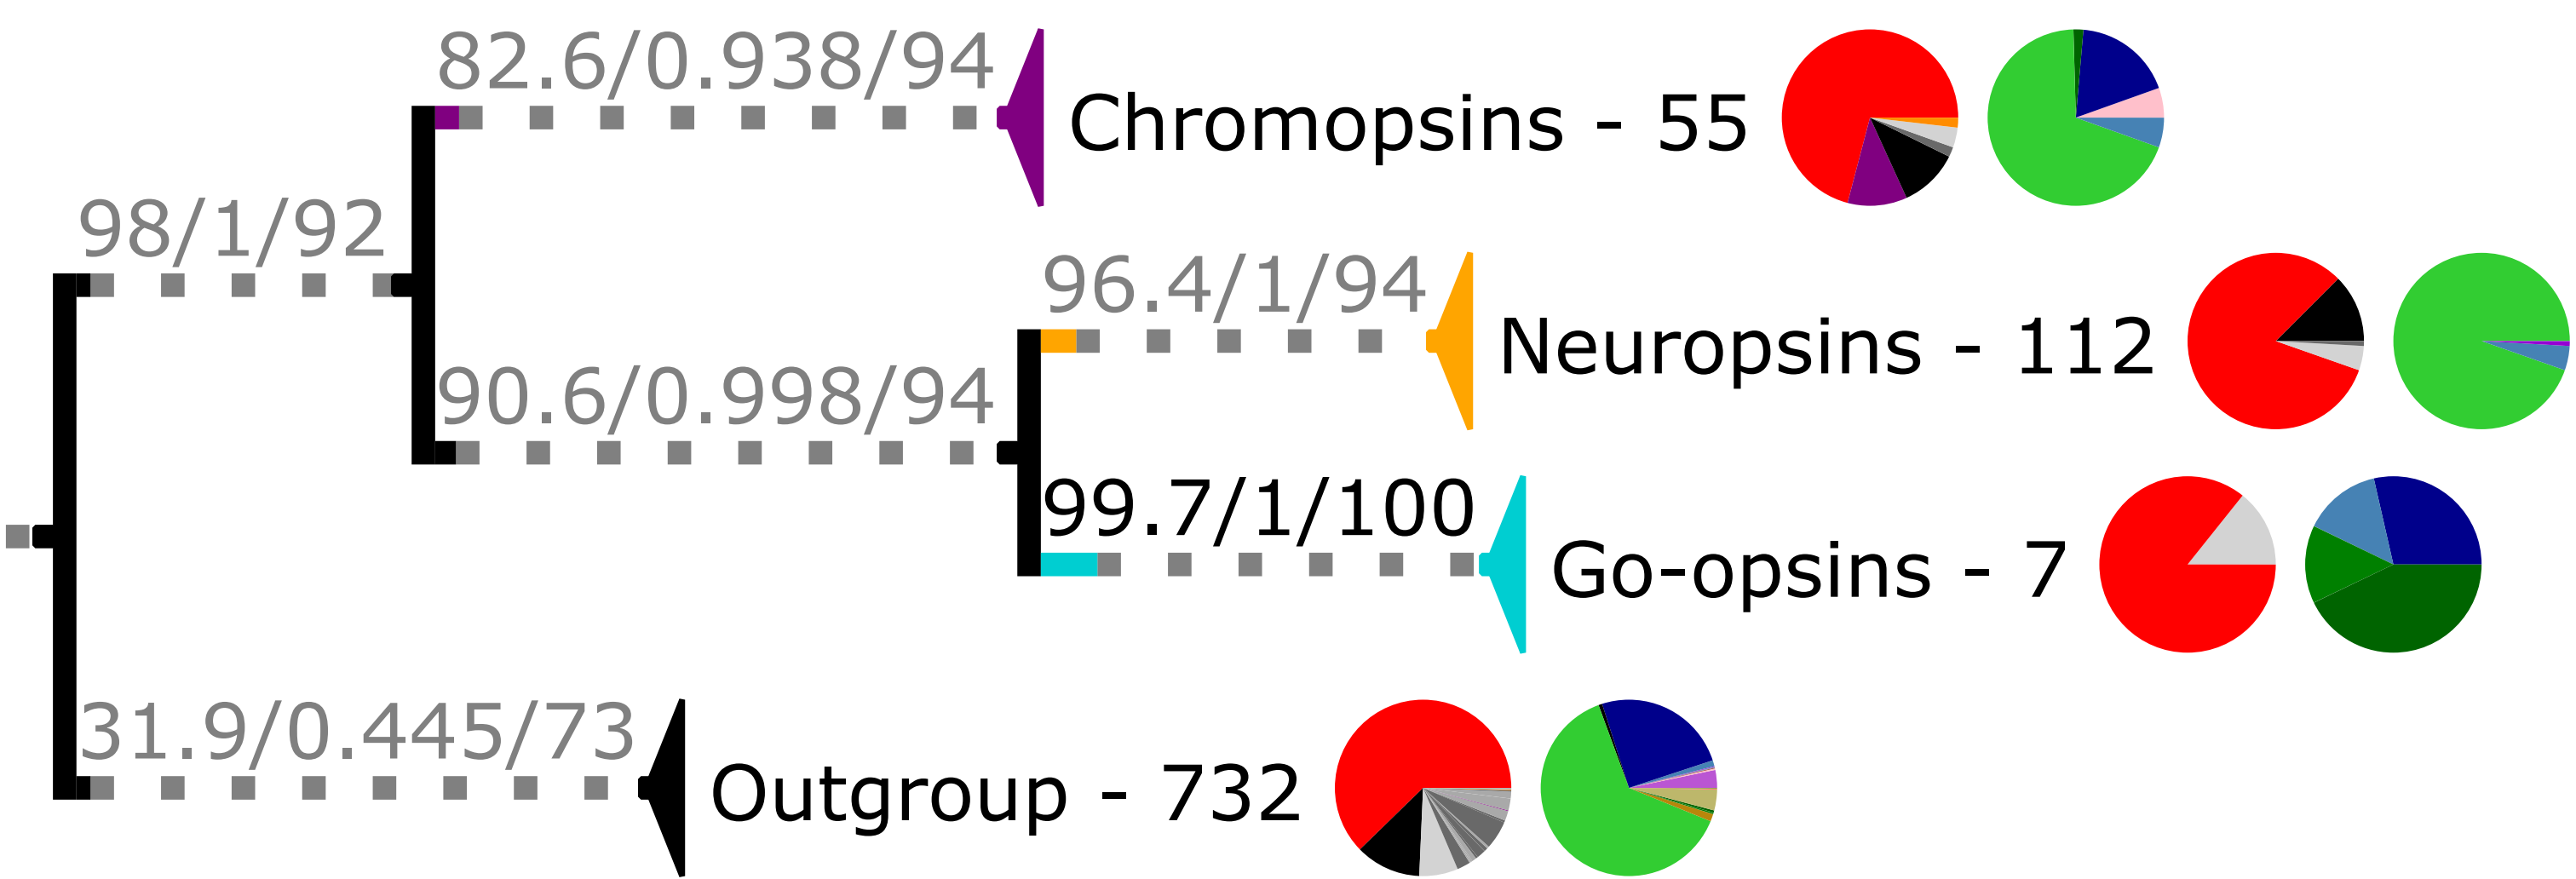 82.6/0.938/94
Chromopsins - 55
98/1/92
96.4/1/94
Neuropsins - 112
90.6/0.998/94
99.7/1/100
Go-opsins - 7
31.9/0.445/73
Outgroup - 732